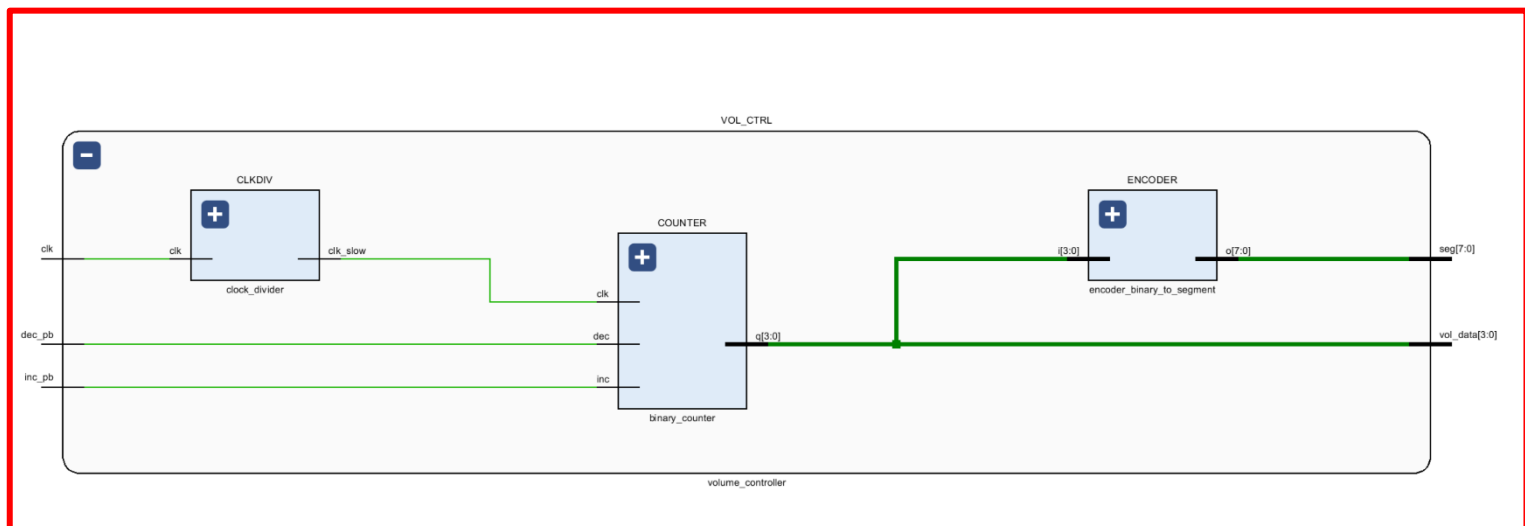 VOL_CTRL
CLKDIV
ENCODER
COUNTER
clk
clk
clk_slow
i[3:0]
o[7:0]
seg[7:0]
clock_divider
encoder_binary_to_segment
clk
dec_pb
dec
q[3:0]
vol_data[3:0]
inc_pb
inc
binary_counter
volume_controller